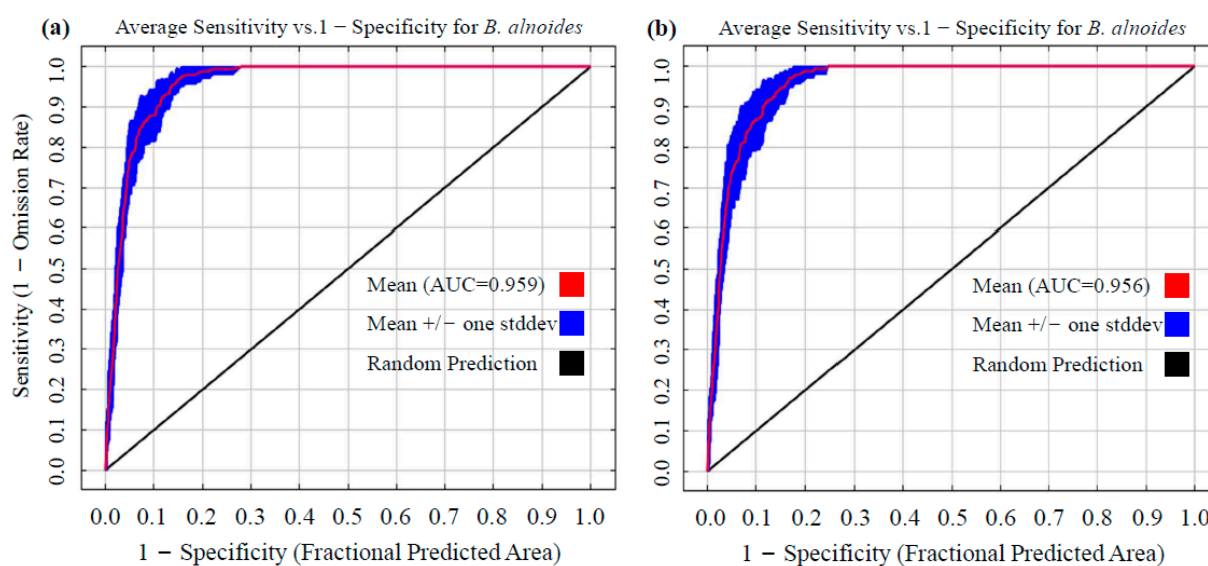 (a) Average Sensitivity vs.1 − Specificity for B. alnoides
Sensitivity (1 − Omission Rate)
1.0
0.9
0.8
0.7
0.6
0.5
0.4
0.3
0.2
0.1
0.0
Mean (AUC=0.959)
Mean +/− one stddev
Random Prediction
0.0 0.1 0.2 0.3 0.4 0.5 0.6 0.7 0.8 0.9 1.0
1 − Specificity (Fractional Predicted Area)
(b) Average Sensitivity vs.1 − Specificity for B. alnoides
1.0
0.9
0.8
0.7
0.6
0.5
0.4
0.3
0.2
0.1
0.0
Mean (AUC=0.956)
Mean +/− one stddev
Random Prediction
0.0 0.1 0.2 0.3 0.4 0.5 0.6 0.7 0.8 0.9 1.0
1 − Specificity (Fractional Predicted Area)